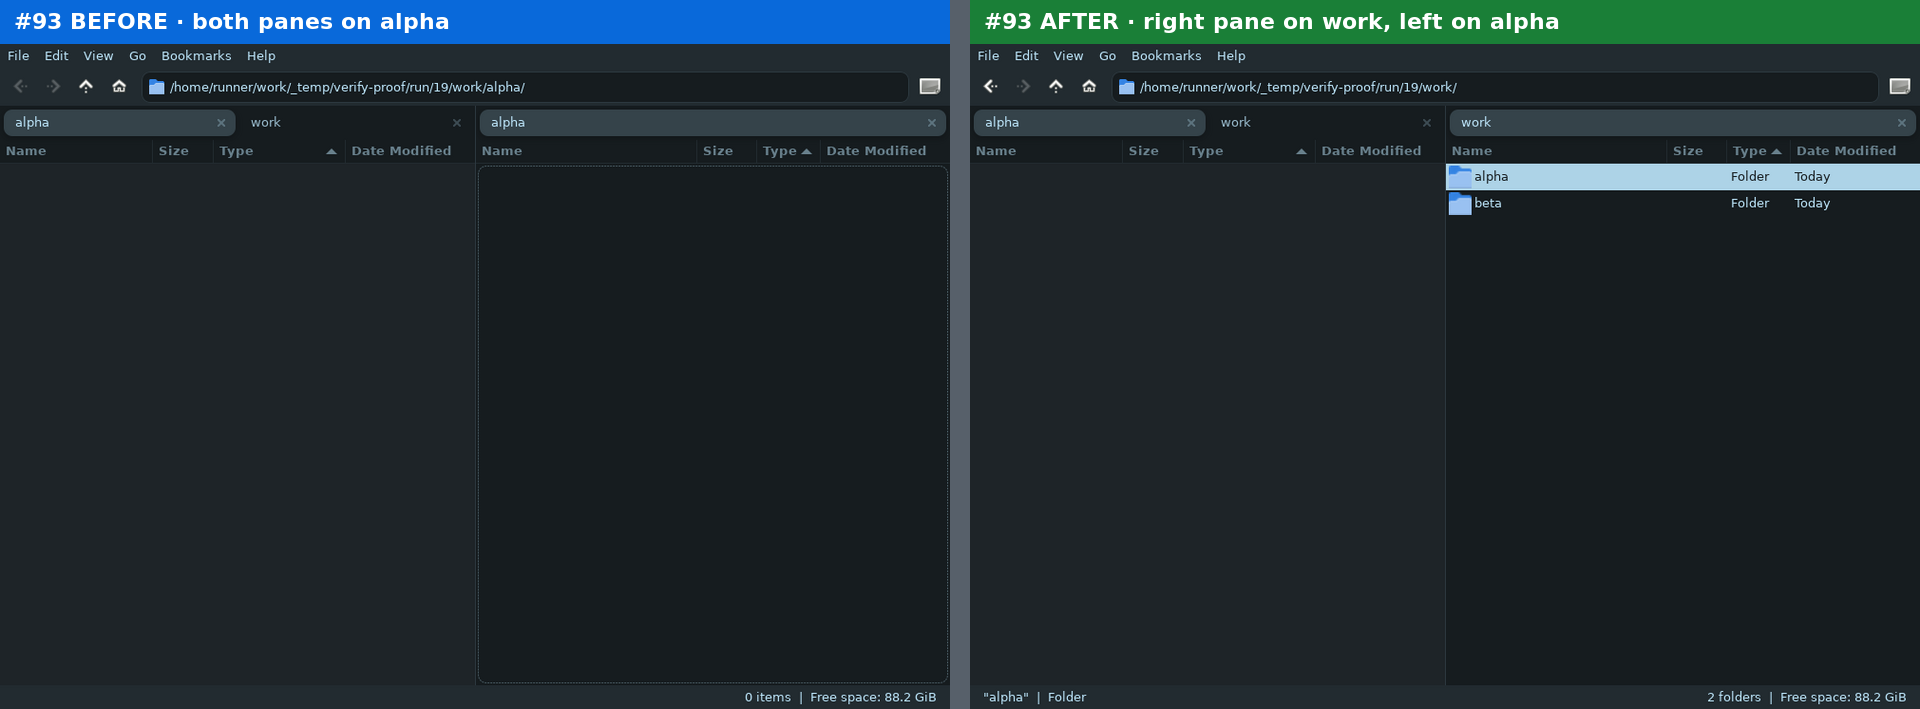 #93 BEFORE · both panes on alpha
File Edit View Go Bookmarks Help
/home/runner/work/_temp/verify-proof/run/19/work/alpha/
alpha work alpha
Name Size Type Date Modified Name Size Type Date Modified
0 items | Free space: 88.2 GiB
#93 AFTER · right pane on work, left on alpha
File Edit View Go Bookmarks Help
/home/runner/work/_temp/verify-proof/run/19/work/
alpha work work
Name Size Type Date Modified Name Size Type Date Modified
alpha Folder Today
beta Folder Today
"alpha" | Folder 2 folders | Free space: 88.2 GiB